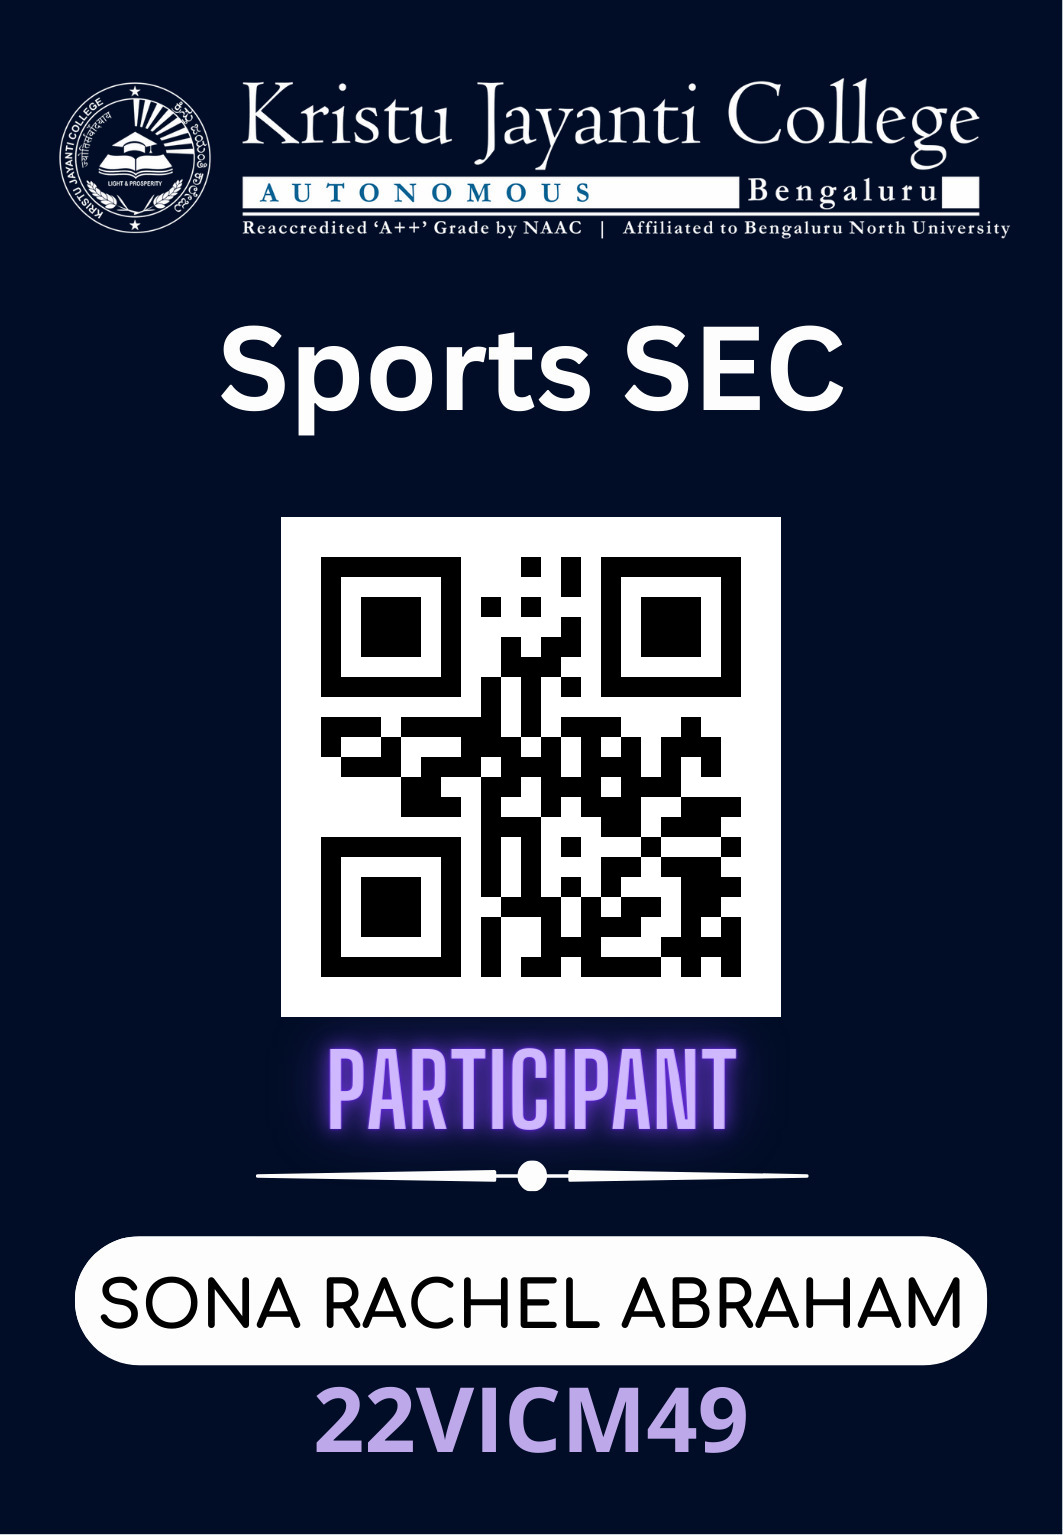 KRISTU JAYANTI COLLEGE
LIGHT & PROSPERITY
Kristu Jayanti College
AUTONOMOUS Bengaluru
Reaccredited ‘A++’ Grade by NAAC | Affiliated to Bengaluru North University
Sports SEC
PARTICIPANT
SONA RACHEL ABRAHAM
22VICM49